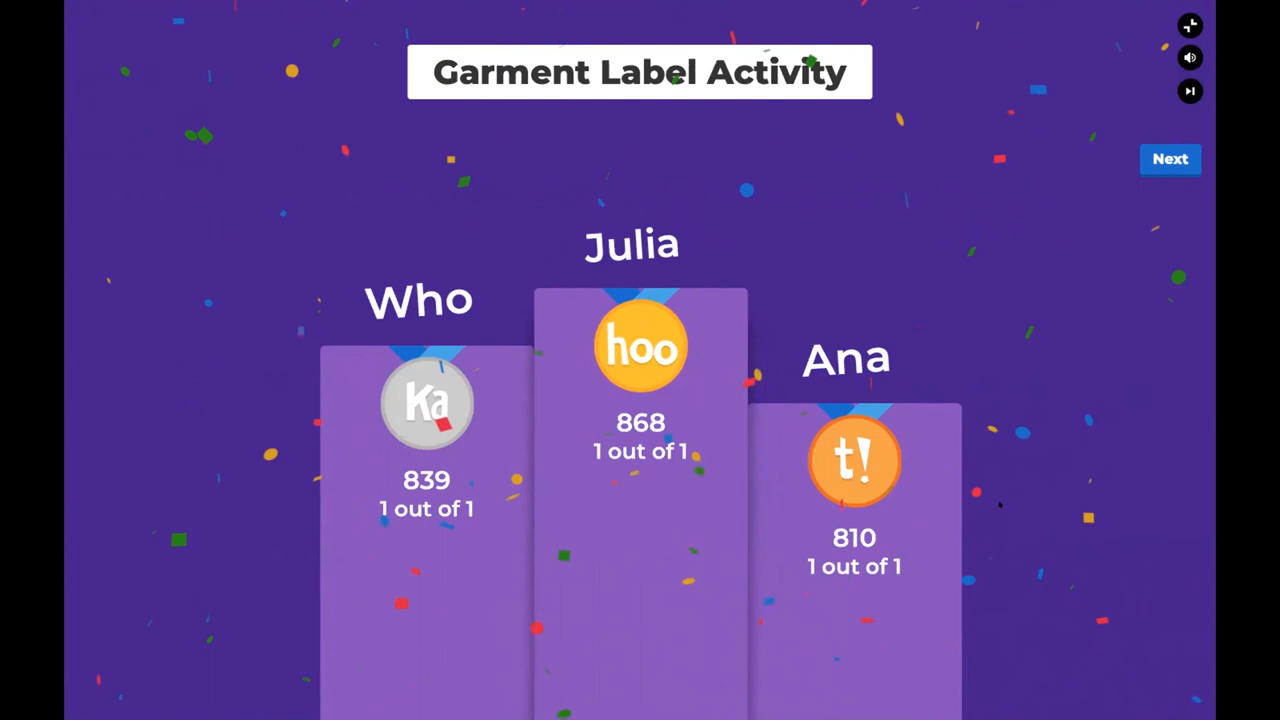 Garment Label Activity
Next
Julia
Who
Ana
hoo
868
1 out of 1
Ka
839
1 out of 1
t!
810
1 out of 1